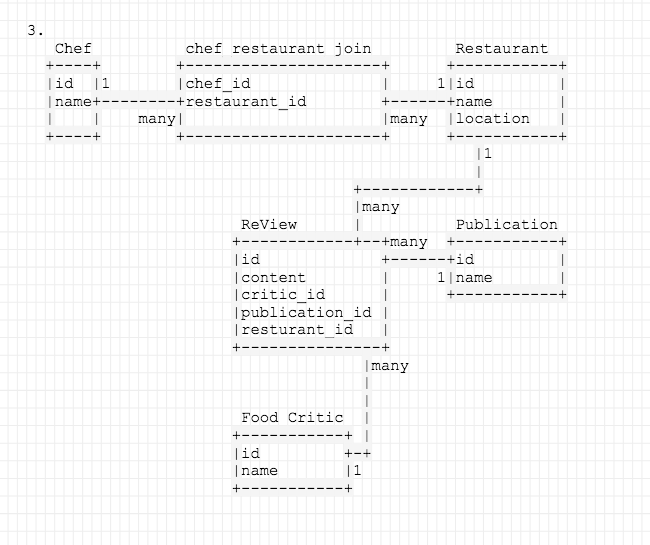 3.
Chef chef restaurant join Restaurant
id 1 chef_id 1 id
name restaurant_id name
many many location
1
many
ReView Publication
many
id id
content 1 name
critic_id
publication_id
resturant_id
many
Food Critic
id
name 1